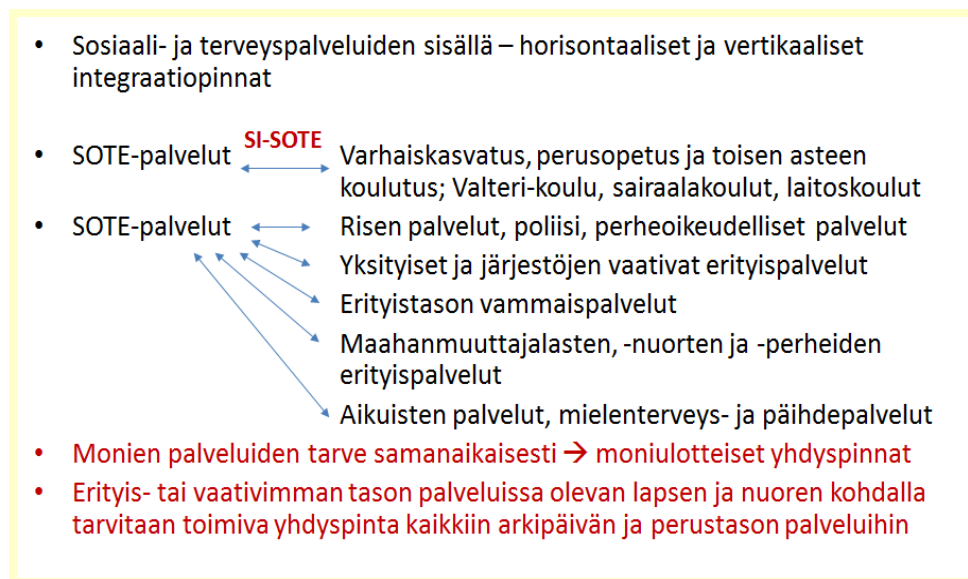 • Sosiaali- ja terveyspalveluiden sisällä – horisontaaliset ja vertikaaliset
integraatiopinnat
SI-SOTE
• SOTE-palvelut Varhaiskasvatus, perusopetus ja toisen asteen
koulutus; Valteri-koulu, sairaalakoulut, laitoskoulut
• SOTE-palvelut Risen palvelut, poliisi, perheoikeudelliset palvelut
Yksityiset ja järjestöjen vaativat erityispalvelut
Erityistason vammaispalvelut
Maahanmuuttajalasten, -nuorten ja -perheiden
erityispalvelut
Aikuisten palvelut, mielenterveys- ja päihdepalvelut
• Monien palveluiden tarve samanaikaisesti → moniulotteiset yhdyspinnat
• Erityis- tai vaativimman tason palveluissa olevan lapsen ja nuoren kohdalla
tarvitaan toimiva yhdyspinta kaikkiin arkipäivän ja perustason palveluihin